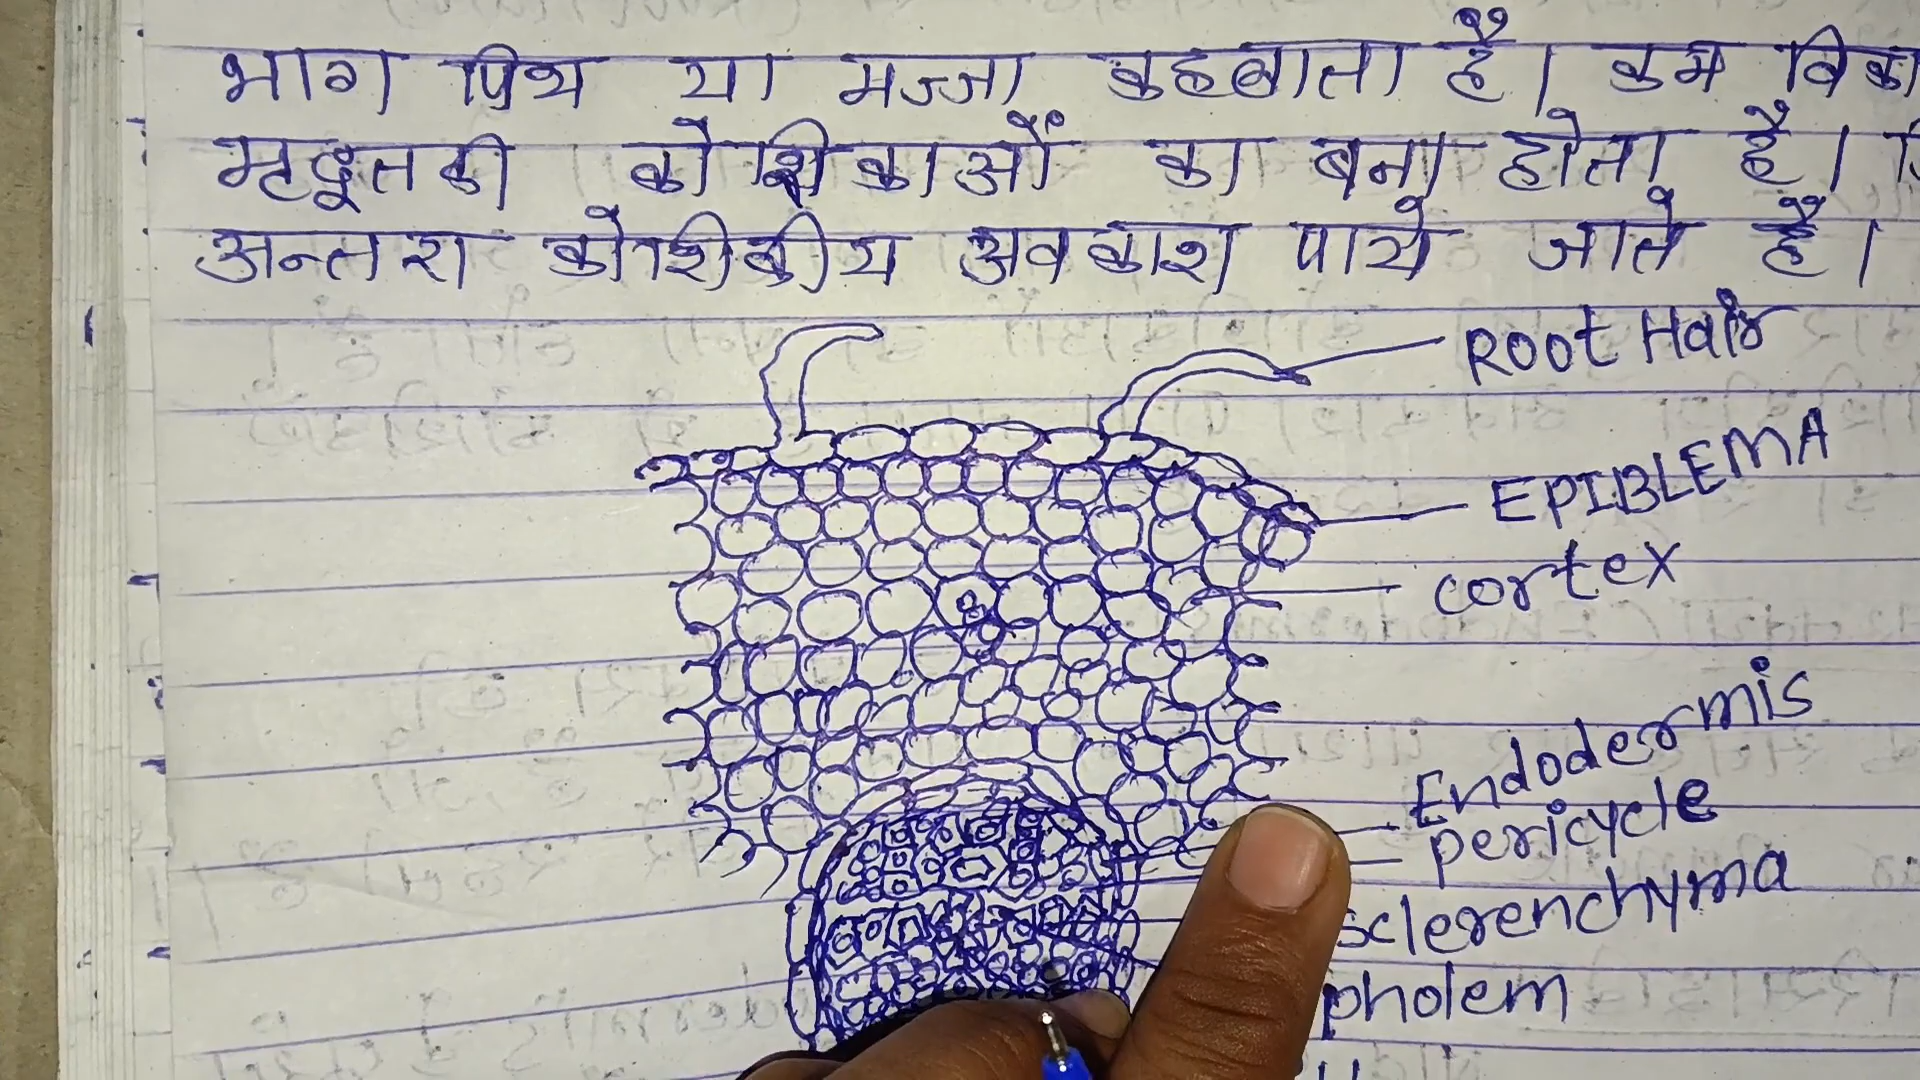 भाग पिथ या मज्जा कहलाता है। कम
मृदूतकी कोशिकाओं का बना होता है।
अन्तरा कोशिकीय अवकाश पाये जाते हैं।
Root Hair
EPIBLEMA
cortex
Endodermis
pericycle
sclerenchyma
pholem